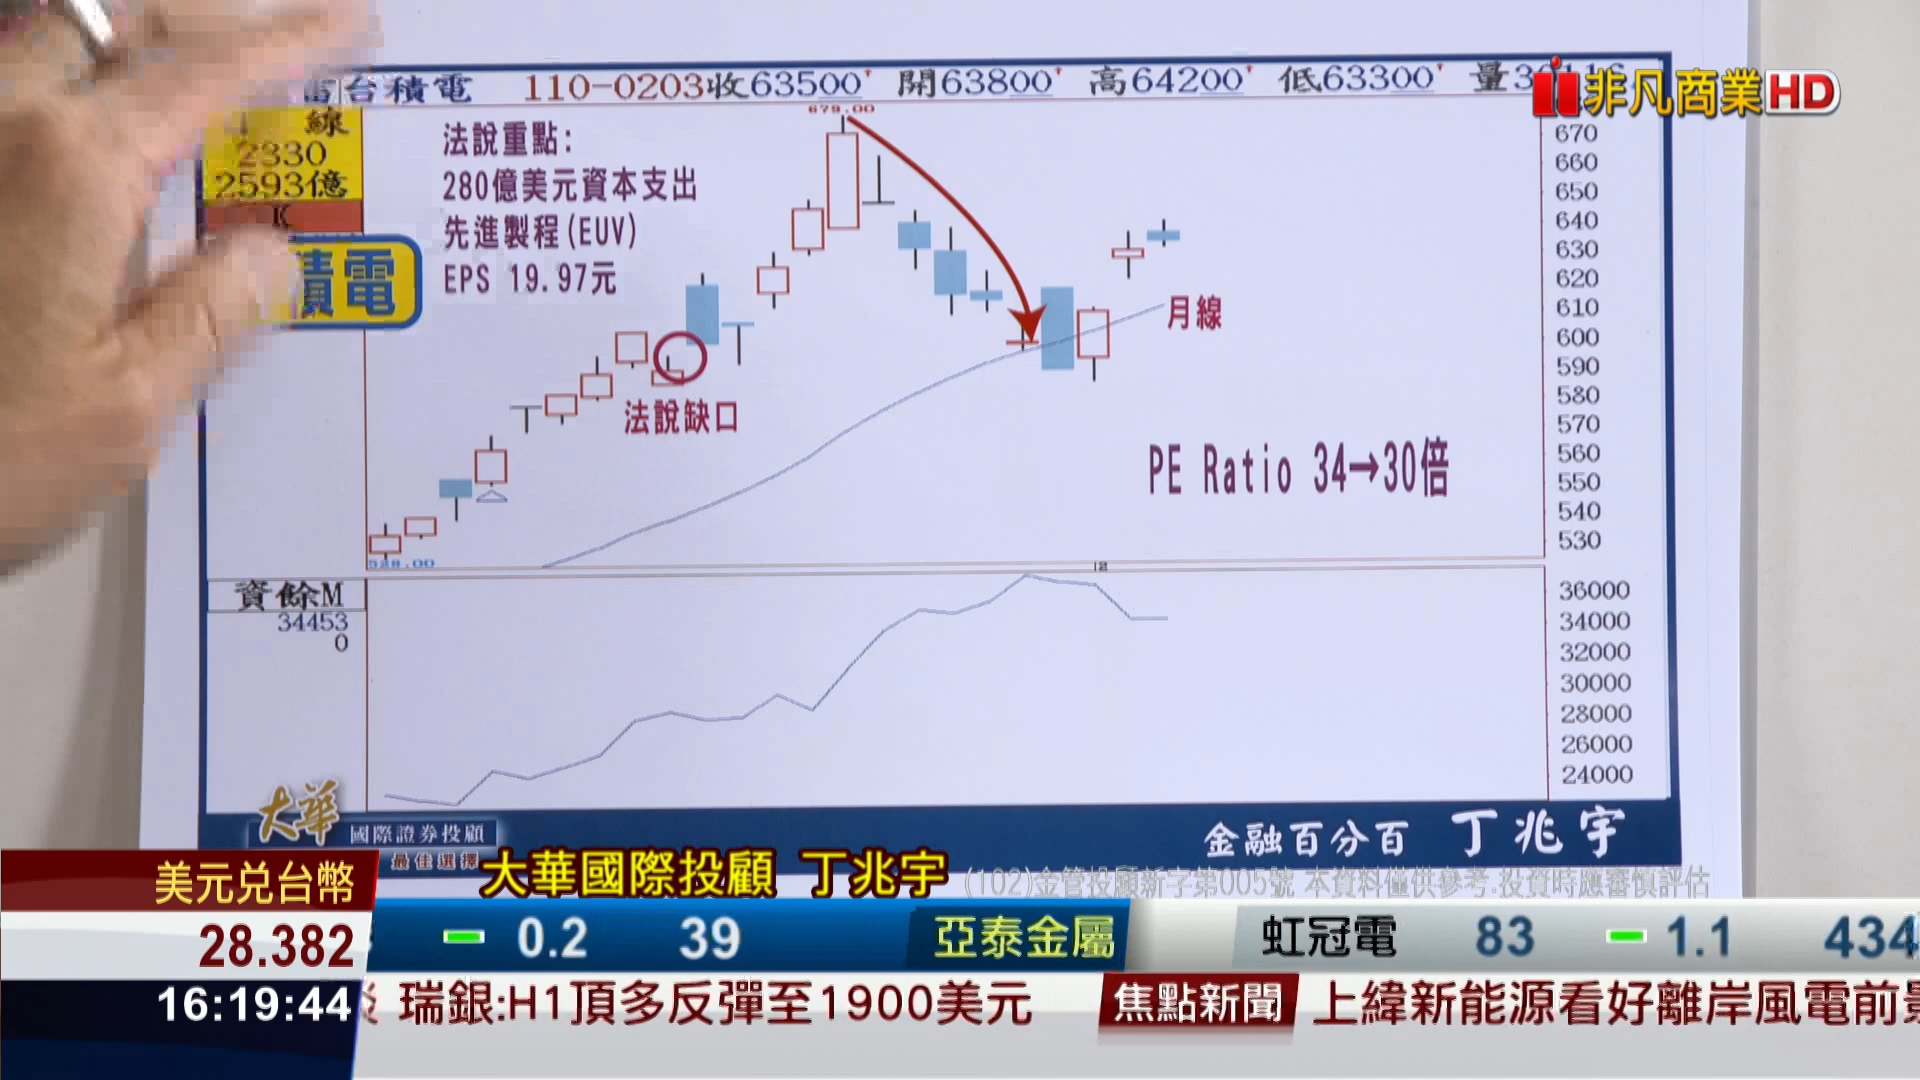 台積電 110-0203收63500' 開63800' 高64200' 低63300' 量
非凡商業HD
線
2330
2593億
K
積電
法說重點:
280億美元資本支出
先進製程(EUV)
EPS 19.97元
679.00
法說缺口
月線
PE Ratio 34→30倍
528.00
670
660
650
640
630
620
610
600
590
580
570
560
550
540
530
資餘M
34453
0
36000
34000
32000
30000
28000
26000
24000
大華 國際證券投顧
最佳選擇
金融百分百 丁兆宇
大華國際投顧 丁兆宇
(102)金管投顧新字第005號 本資料僅供參考.投資時應審慎評估
美元兌台幣
28.382
0.2 39 亞泰金屬 虹冠電 83 1.1 434
16:19:44
瑞銀:H1頂多反彈至1900美元 焦點新聞 上緯新能源看好離岸風電前景